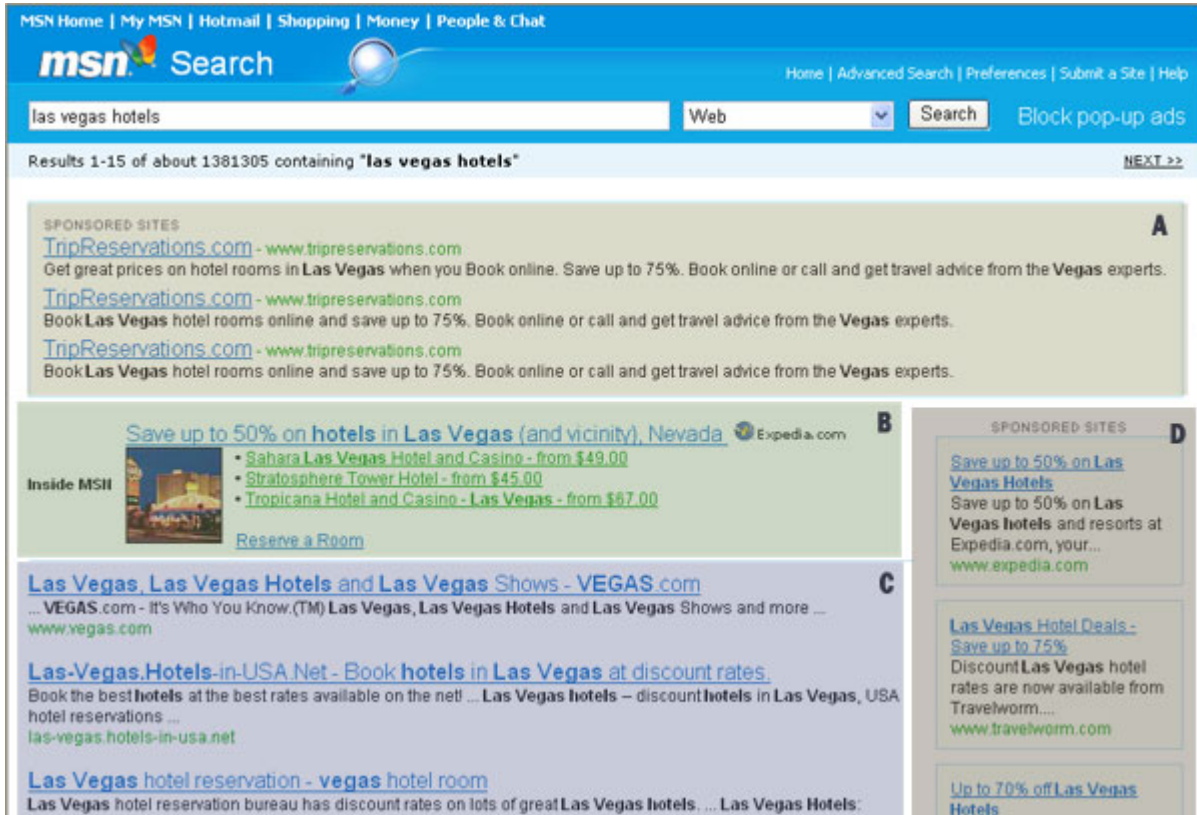 MSN Home | My MSN | Hotmail | Shopping | Money | People & Chat
msn Search
Home | Advanced Search | Preferences | Submit a Site | Help
las vegas hotels
Web
Search
Block pop-up ads
Results 1-15 of about 1381305 containing "las vegas hotels"
NEXT >>
A
SPONSORED SITES
TripReservations.com - www.tripreservations.com
Get great prices on hotel rooms in Las Vegas when you Book online. Save up to 75%. Book online or call and get travel advice from the Vegas experts.
TripReservations.com - www.tripreservations.com
Book Las Vegas hotel rooms online and save up to 75%. Book online or call and get travel advice from the Vegas experts.
TripReservations.com - www.tripreservations.com
Book Las Vegas hotel rooms online and save up to 75%. Book online or call and get travel advice from the Vegas experts.
B
Save up to 50% on hotels in Las Vegas (and vicinity), Nevada Expedia.com
Inside MSN
• Sahara Las Vegas Hotel and Casino - from $49.00
• Stratosphere Tower Hotel - from $45.00
• Tropicana Hotel and Casino - Las Vegas - from $67.00
Reserve a Room
C
Las Vegas, Las Vegas Hotels and Las Vegas Shows - VEGAS.com
... VEGAS.com - It's Who You Know.(TM) Las Vegas, Las Vegas Hotels and Las Vegas Shows and more ...
www.vegas.com
Las-Vegas.Hotels-in-USA.Net - Book hotels in Las Vegas at discount rates.
Book the best hotels at the best rates available on the net! ... Las Vegas hotels – discount hotels in Las Vegas, USA
hotel reservations ...
las-vegas.hotels-in-usa.net
Las Vegas hotel reservation - vegas hotel room
Las Vegas hotel reservation bureau has discount rates on lots of great Las Vegas hotels. ... Las Vegas Hotels:
D
SPONSORED SITES
Save up to 50% on Las
Vegas Hotels
Save up to 50% on Las
Vegas hotels and resorts at
Expedia.com, your...
www.expedia.com
Las Vegas Hotel Deals -
Save up to 75%
Discount Las Vegas hotel
rates are now available from
Travelworm....
www.travelworm.com
Up to 70% off Las Vegas
Hotels